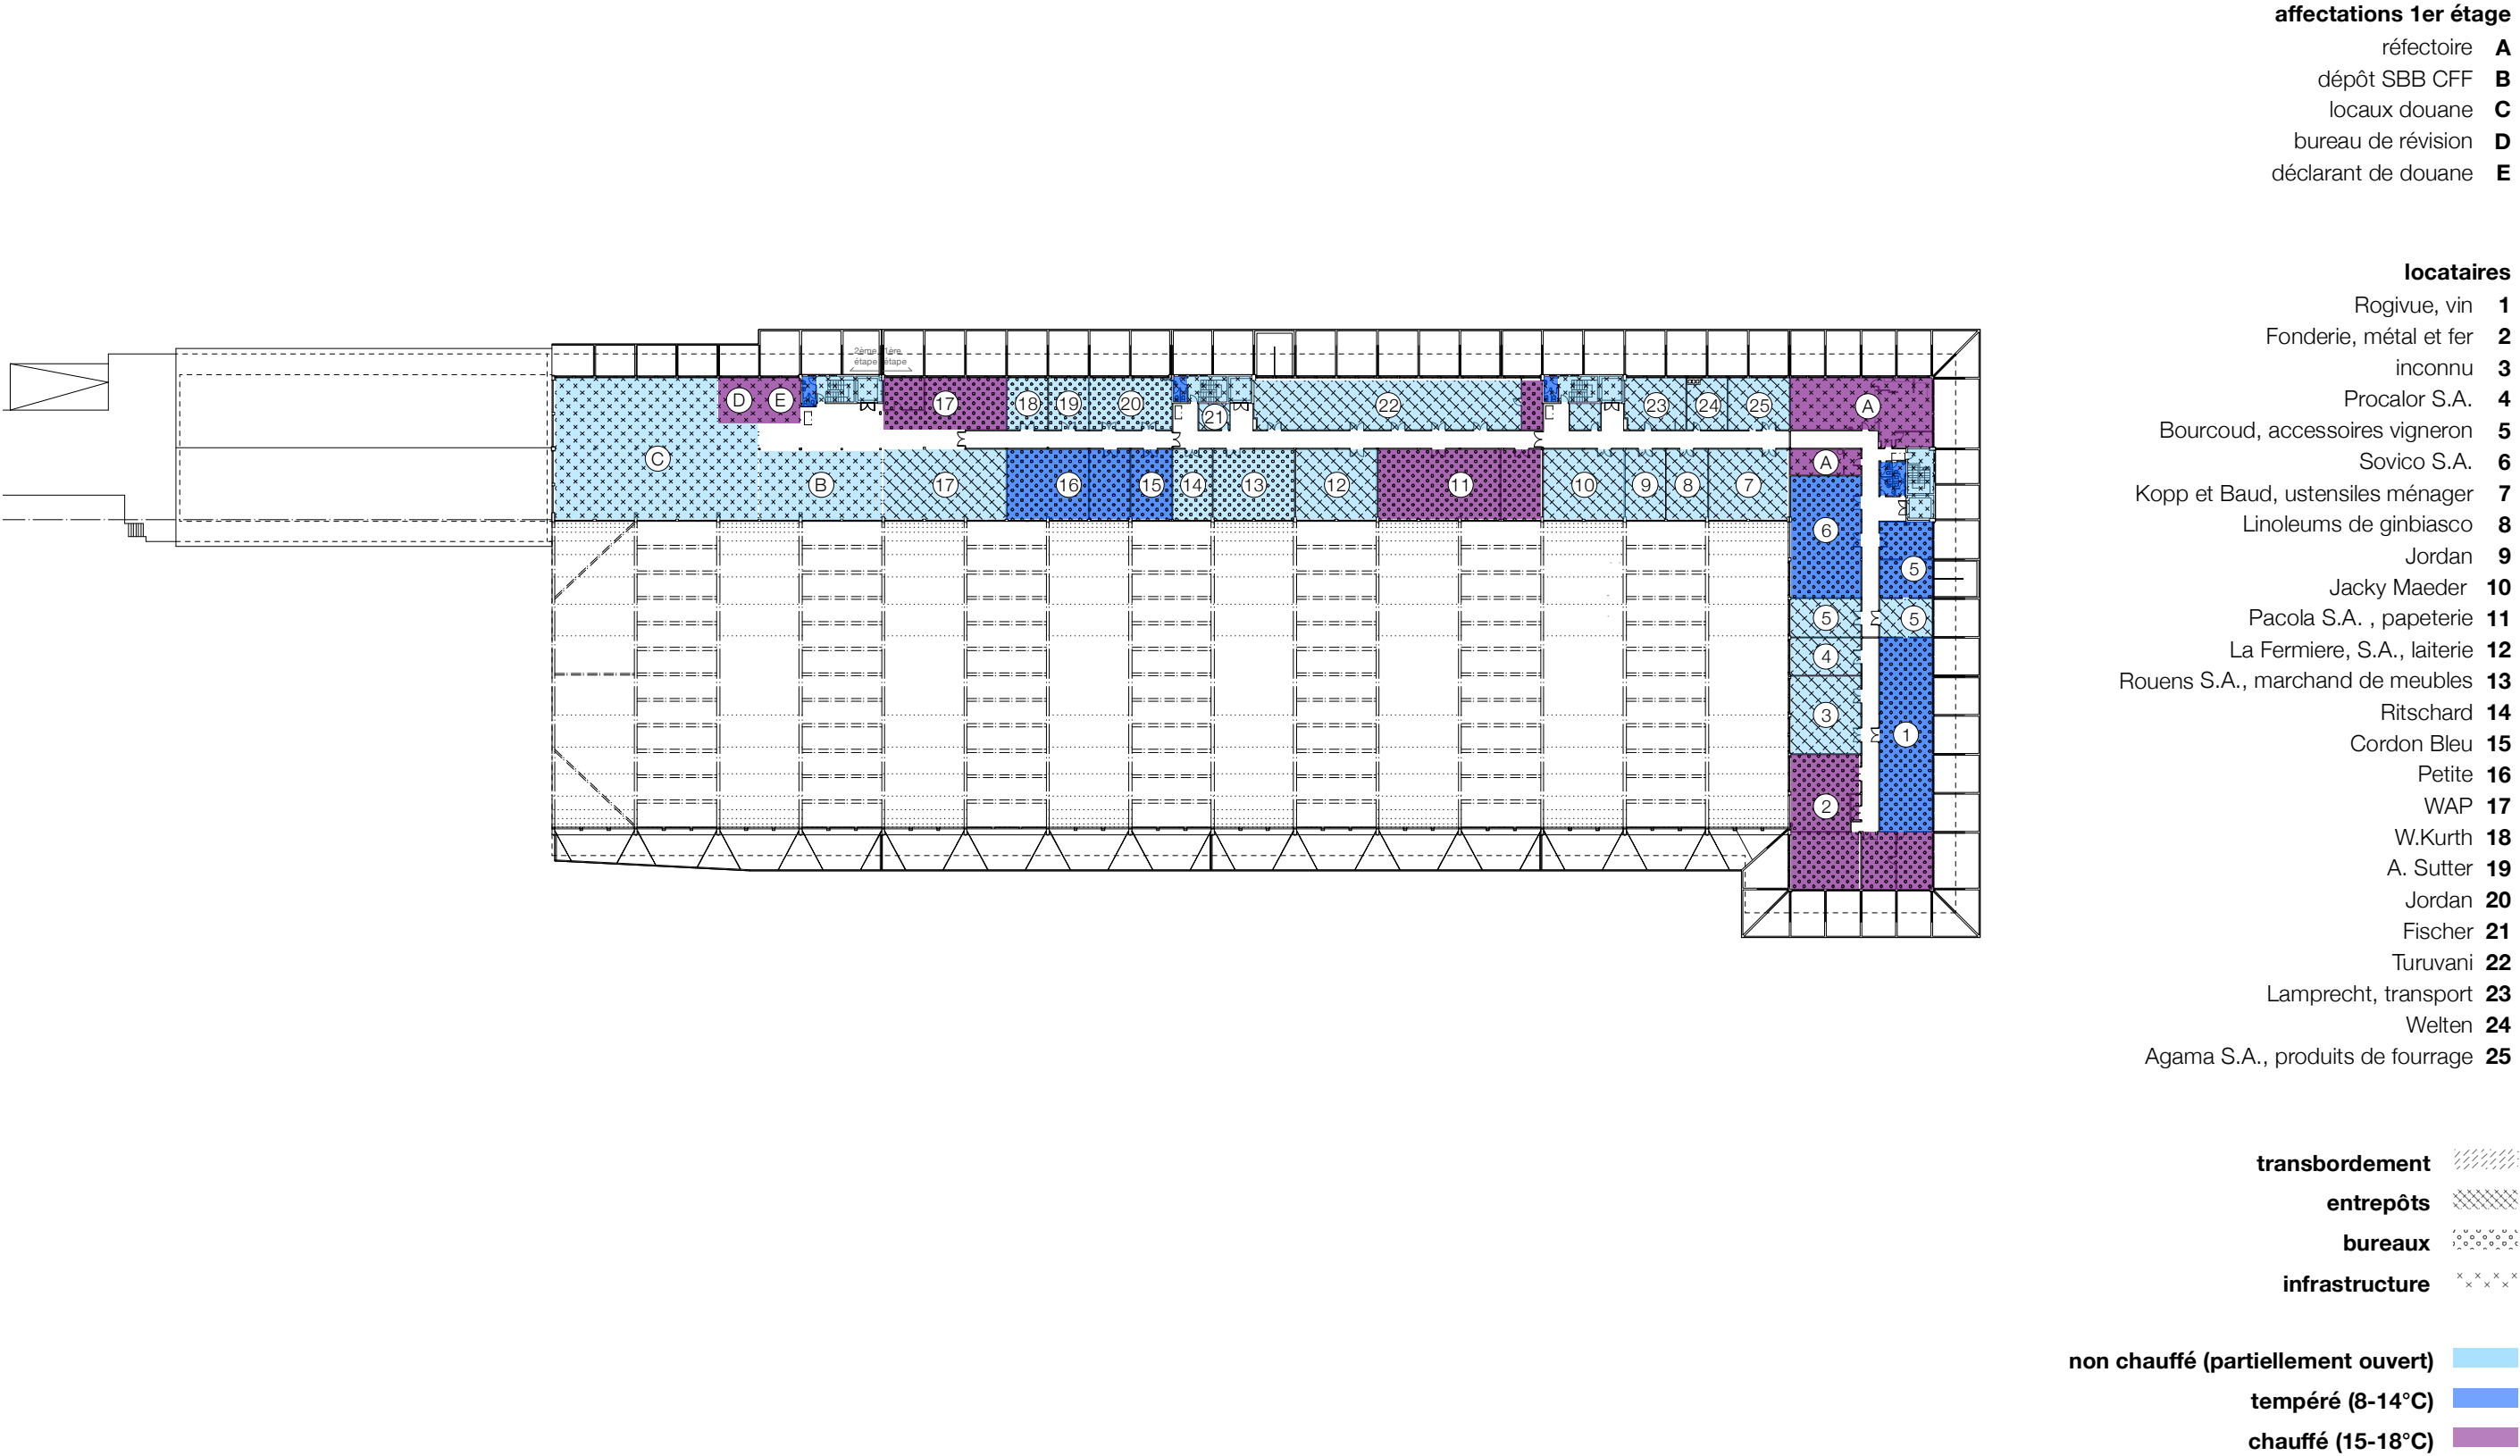 affectations 1er étage
réfectoire A
dépôt SBB CFF B
locaux douane C
bureau de révision D
déclarant de douane E
locataires
Rogivue, vin 1
Fonderie, métal et fer 2
inconnu 3
Procalor S.A. 4
Bourcoud, accessoires vigneron 5
Sovico S.A. 6
Kopp et Baud, ustensiles ménager 7
Linoleums de ginbiasco 8
Jordan 9
Jacky Maeder 10
Pacola S.A. , papeterie 11
La Fermiere, S.A., laiterie 12
Rouens S.A., marchand de meubles 13
Ritschard 14
Cordon Bleu 15
Petite 16
WAP 17
W.Kurth 18
A. Sutter 19
Jordan 20
Fischer 21
Turuvani 22
Lamprecht, transport 23
Welten 24
Agama S.A., produits de fourrage 25
transbordement
entrepôts
bureaux
infrastructure
non chauffé (partiellement ouvert)
tempéré (8-14°C)
chauffé (15-18°C)
2ème 1ère
étape étape
D E 17 18 19 20 21 22 23 24 25 A
C B 17 16 15 14 13 12 11 10 9 8 7 A
6
5
5 5
4
3
1
2